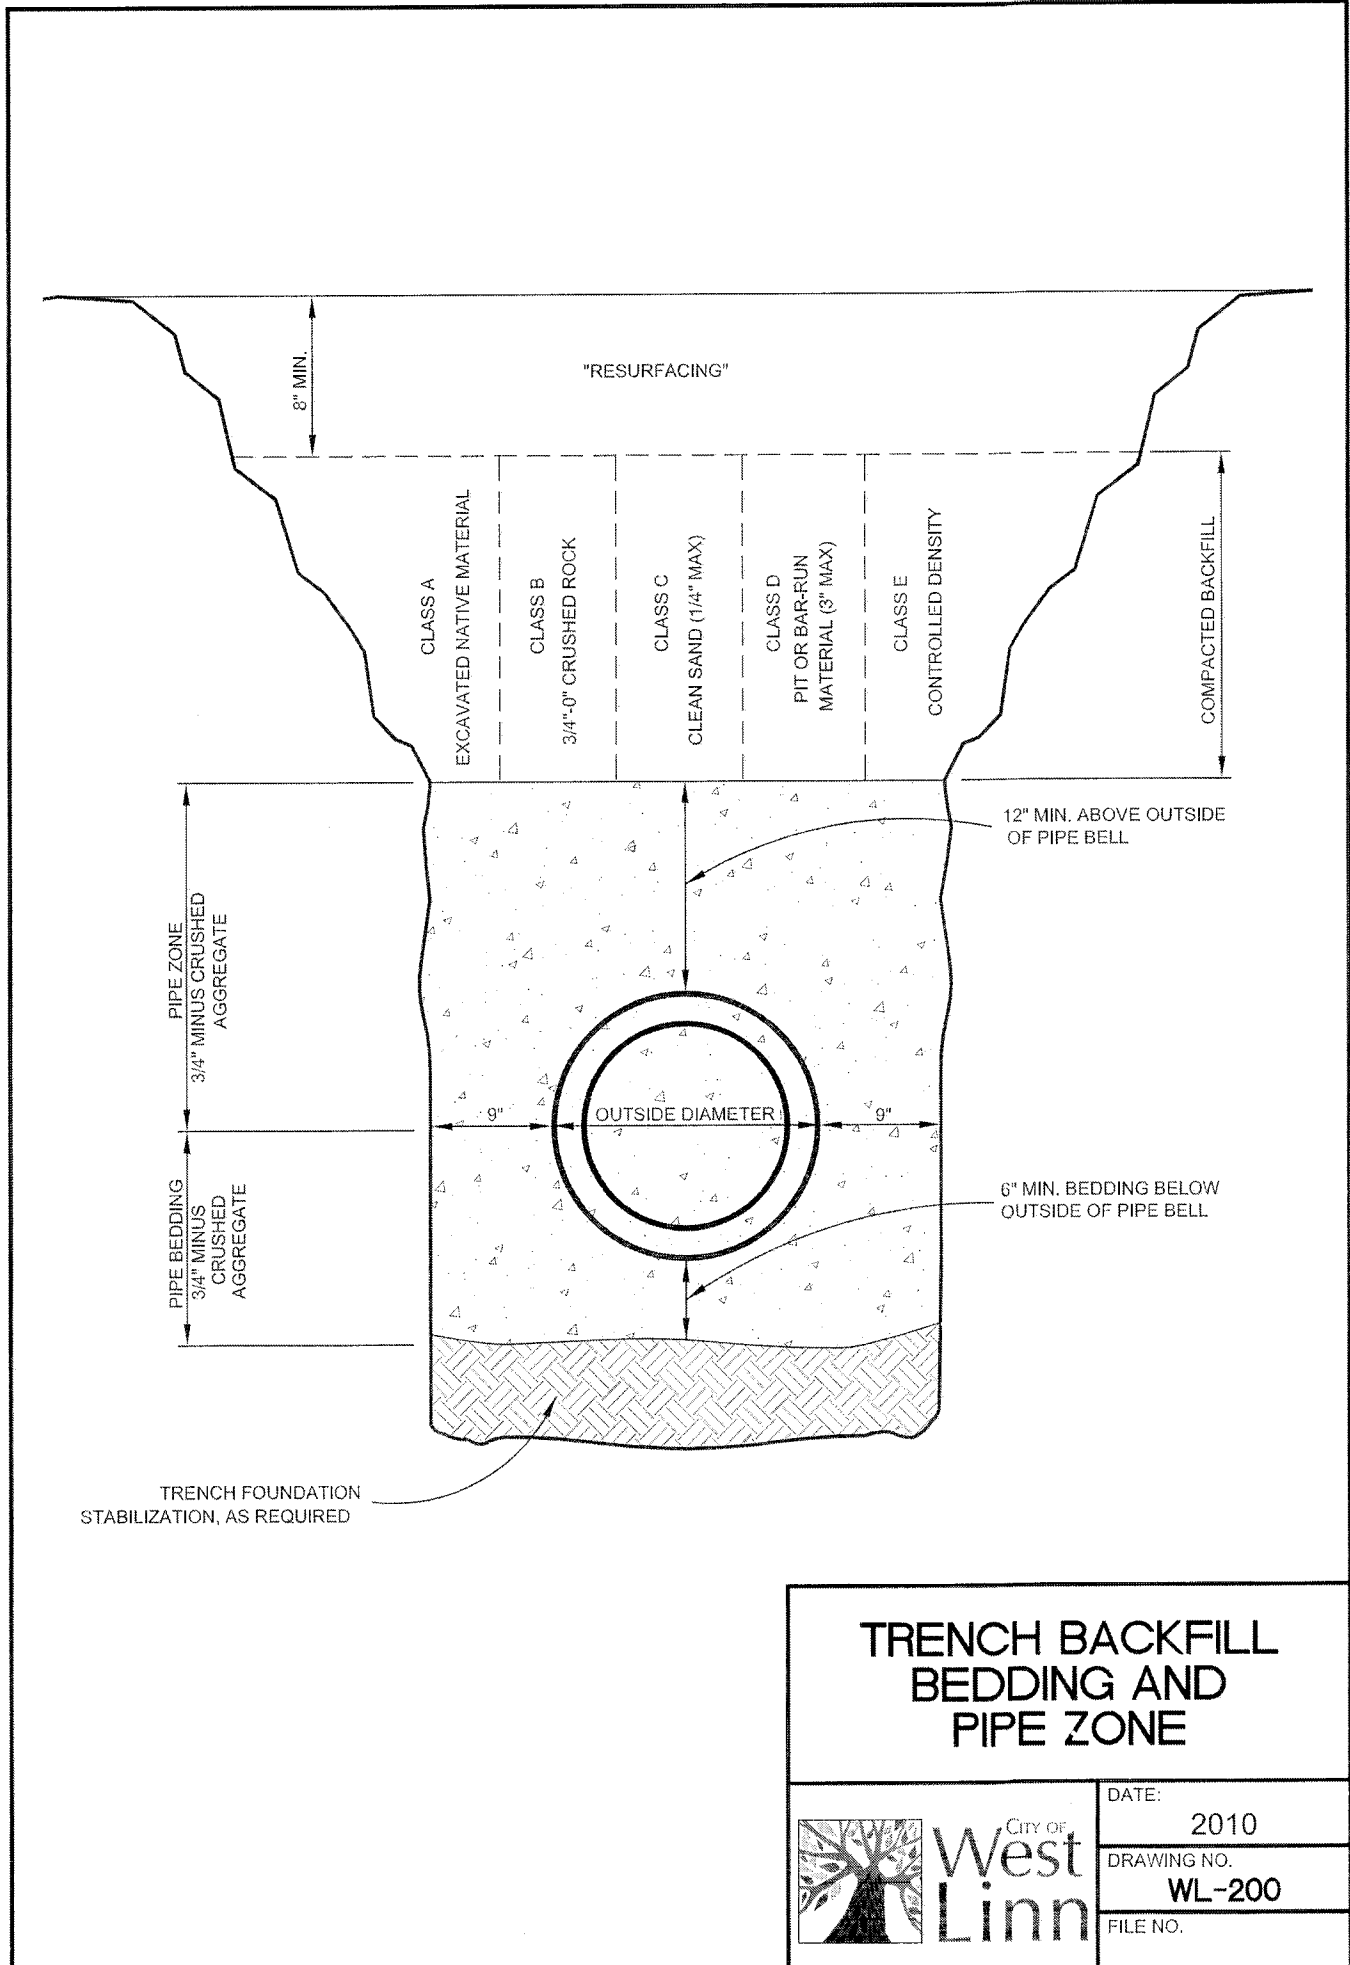 8" MIN.
"RESURFACING"
CLASS A
EXCAVATED NATIVE MATERIAL
CLASS B
3/4"-0" CRUSHED ROCK
CLASS C
CLEAN SAND (1/4" MAX)
CLASS D
PIT OR BAR-RUN
MATERIAL (3" MAX)
CLASS E
CONTROLLED DENSITY
COMPACTED BACKFILL
12" MIN. ABOVE OUTSIDE
OF PIPE BELL
PIPE ZONE
3/4" MINUS CRUSHED
AGGREGATE
9"
OUTSIDE DIAMETER
9"
PIPE BEDDING
3/4" MINUS
CRUSHED
AGGREGATE
6" MIN. BEDDING BELOW
OUTSIDE OF PIPE BELL
TRENCH FOUNDATION
STABILIZATION, AS REQUIRED
TRENCH BACKFILL
BEDDING AND
PIPE ZONE
CITY OF
West
Linn
DATE:
2010
DRAWING NO.
WL-200
FILE NO.